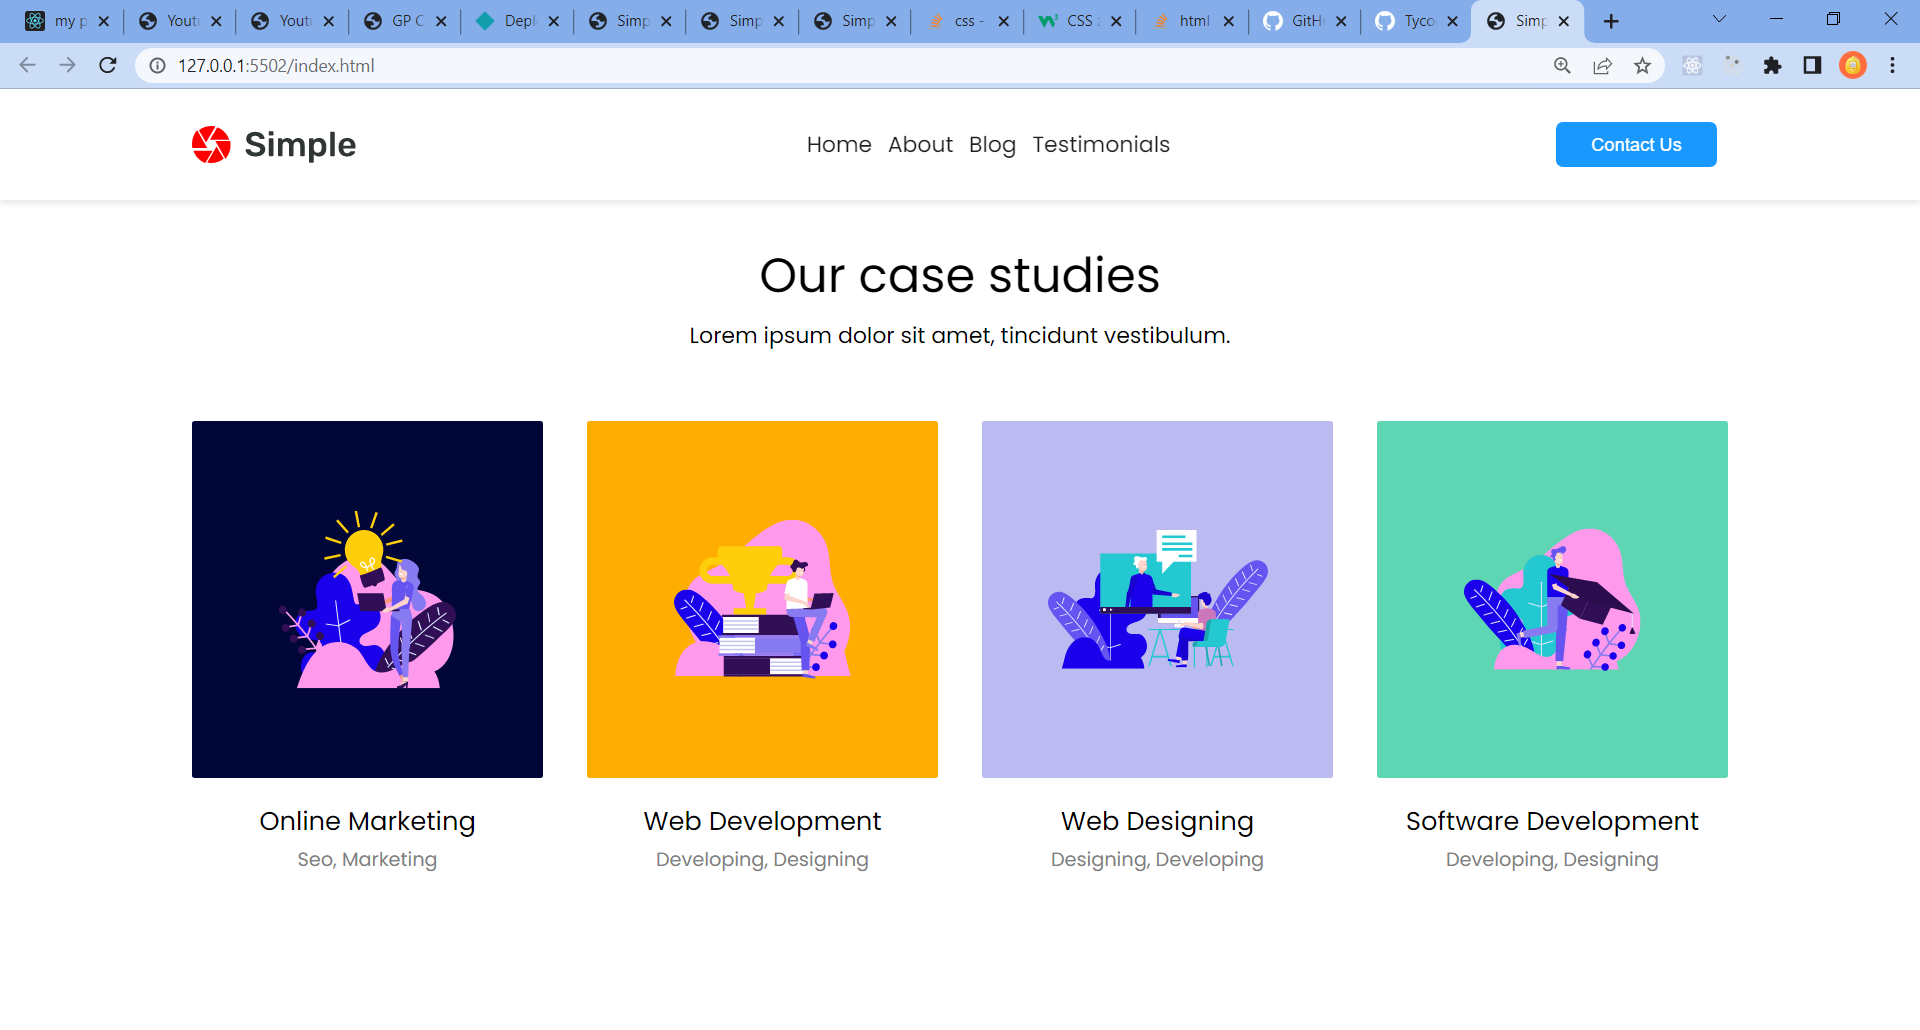 my p Yout Yout GP C Depl Simp Simp Simp css - CSS html GitH Tyco Simp
127.0.0.1:5502/index.html
Simple Home About Blog Testimonials Contact Us
Our case studies
Lorem ipsum dolor sit amet, tincidunt vestibulum.
Online Marketing Web Development Web Designing Software Development
Seo, Marketing Developing, Designing Designing, Developing Developing, Designing